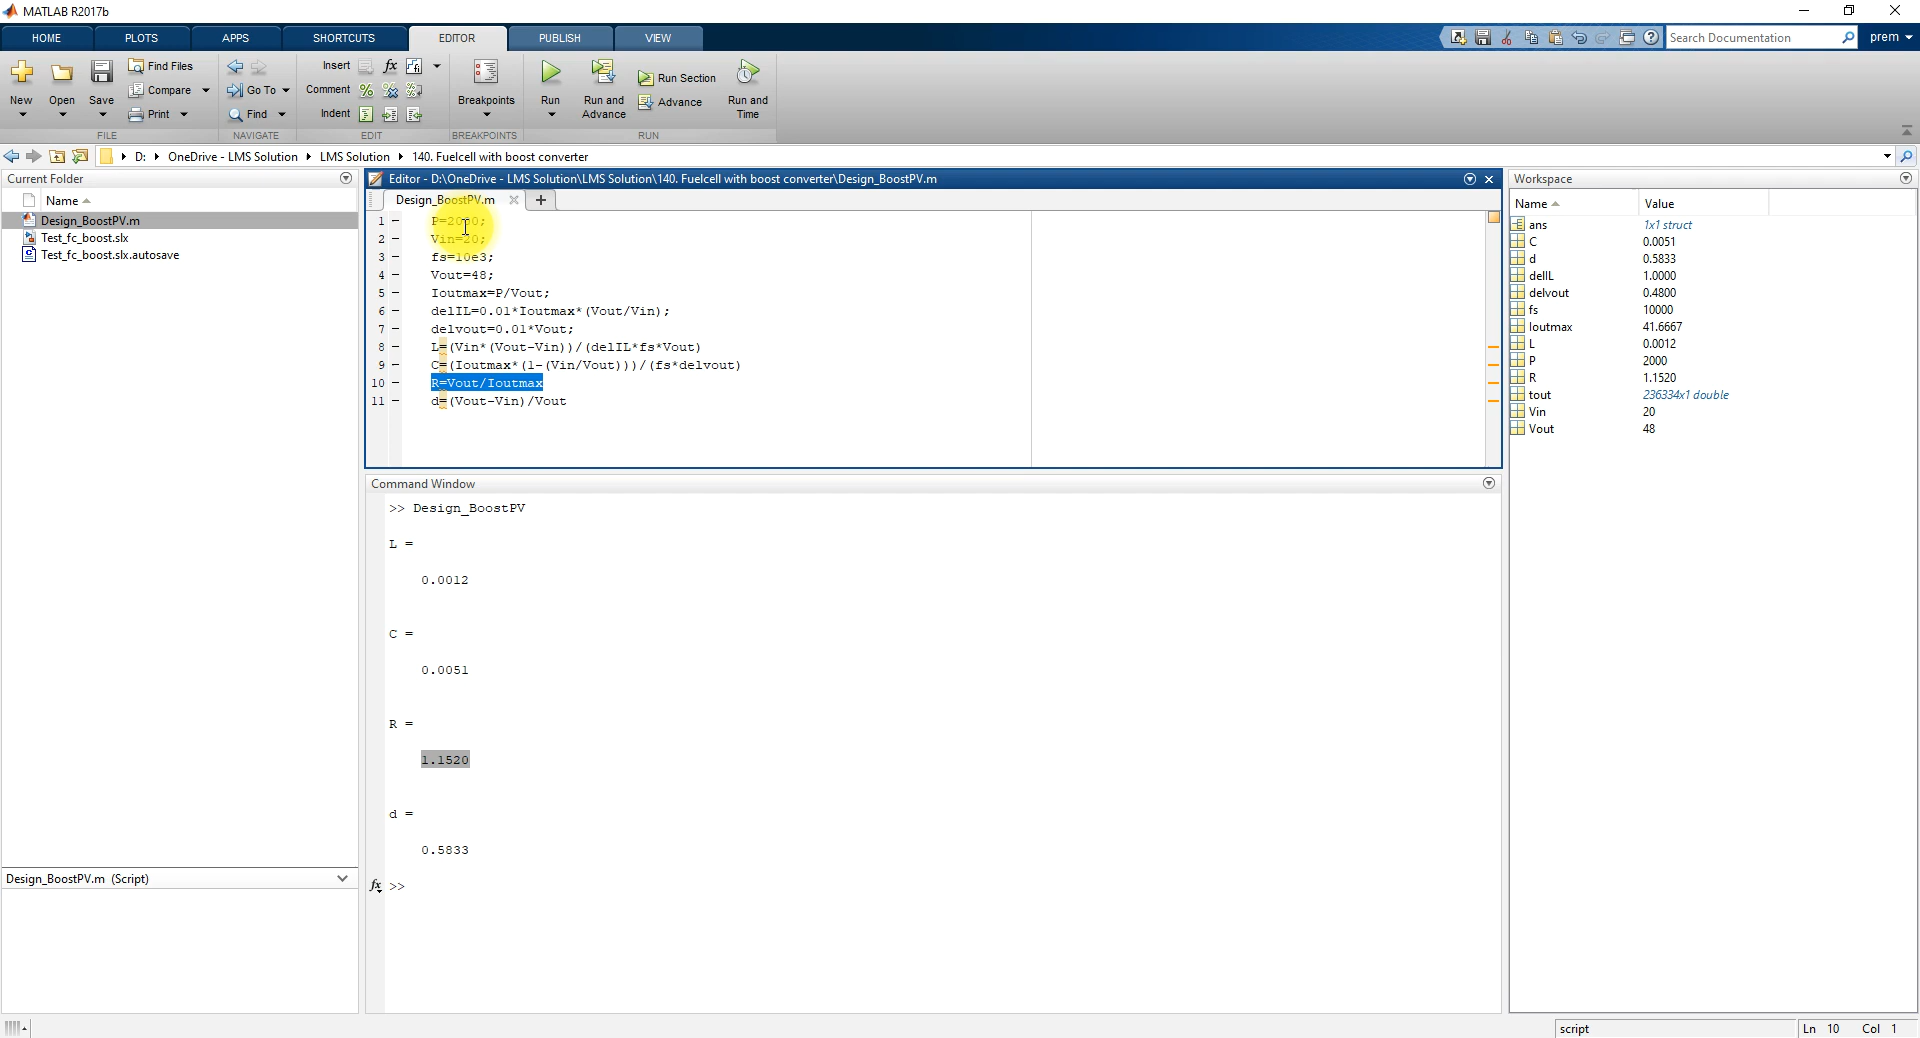 MATLAB R2017b
HOME PLOTS APPS SHORTCUTS EDITOR PUBLISH VIEW
Search Documentation prem
New Open Save Find Files Compare Print
FILE
Go To Find
NAVIGATE
Insert fx Comment Indent
EDIT
Breakpoints
BREAKPOINTS
Run Run and Advance Run Section Advance Run and Time
RUN
D: OneDrive - LMS Solution LMS Solution 140. Fuelcell with boost converter
Current Folder
Name
Design_BoostPV.m
Test_fc_boost.slx
Test_fc_boost.slx.autosave
Design_BoostPV.m (Script)
Editor - D:\OneDrive - LMS Solution\LMS Solution\140. Fuelcell with boost converter\Design_BoostPV.m
Design_BoostPV.m
1 - P=2000;
2 - Vin=20;
3 - fs=10e3;
4 - Vout=48;
5 - Ioutmax=P/Vout;
6 - delIL=0.01*Ioutmax*(Vout/Vin);
7 - delvout=0.01*Vout;
8 - L=(Vin*(Vout-Vin))/(delIL*fs*Vout)
9 - C=(Ioutmax*(1-(Vin/Vout)))/(fs*delvout)
10 - R=Vout/Ioutmax
11 - d=(Vout-Vin)/Vout
Command Window
>> Design_BoostPV
L =
0.0012
C =
0.0051
R =
1.1520
d =
0.5833
fx >>
Workspace
Name Value
ans 1x1 struct
C 0.0051
d 0.5833
delIL 1.0000
delvout 0.4800
fs 10000
Ioutmax 41.6667
L 0.0012
P 2000
R 1.1520
tout 236334x1 double
Vin 20
Vout 48
script Ln 10 Col 1